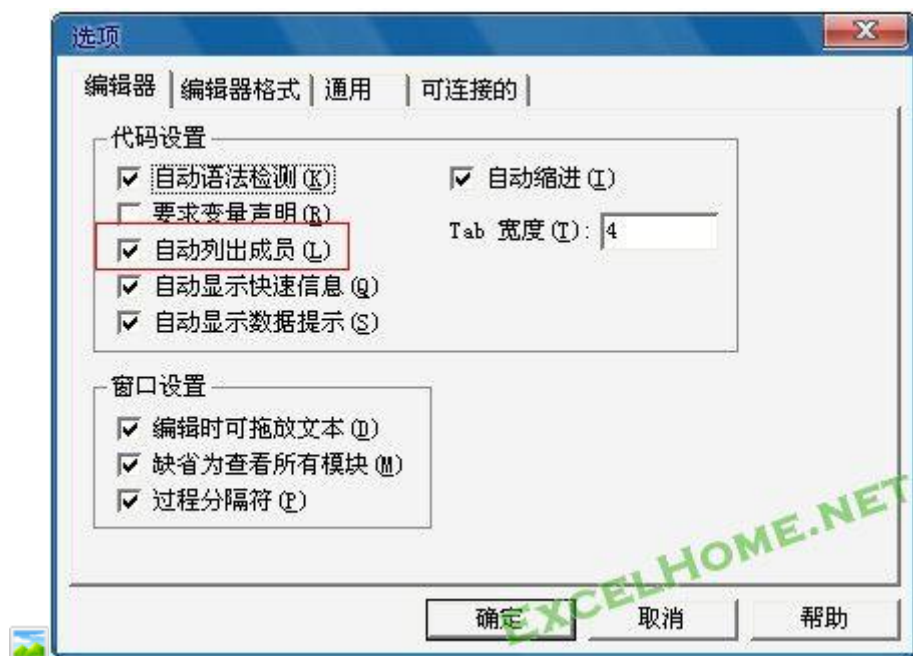 选项
编辑器 编辑器格式 通用 可连接的
代码设置
自动语法检测(K) 自动缩进(I)
要求变量声明(R)
Tab 宽度(T): 4
自动列出成员(L)
自动显示快速信息(Q)
自动显示数据提示(S)
窗口设置
编辑时可拖放文本(D)
缺省为查看所有模块(M)
过程分隔符(P)
EXCELHOME.NET
确定 取消 帮助